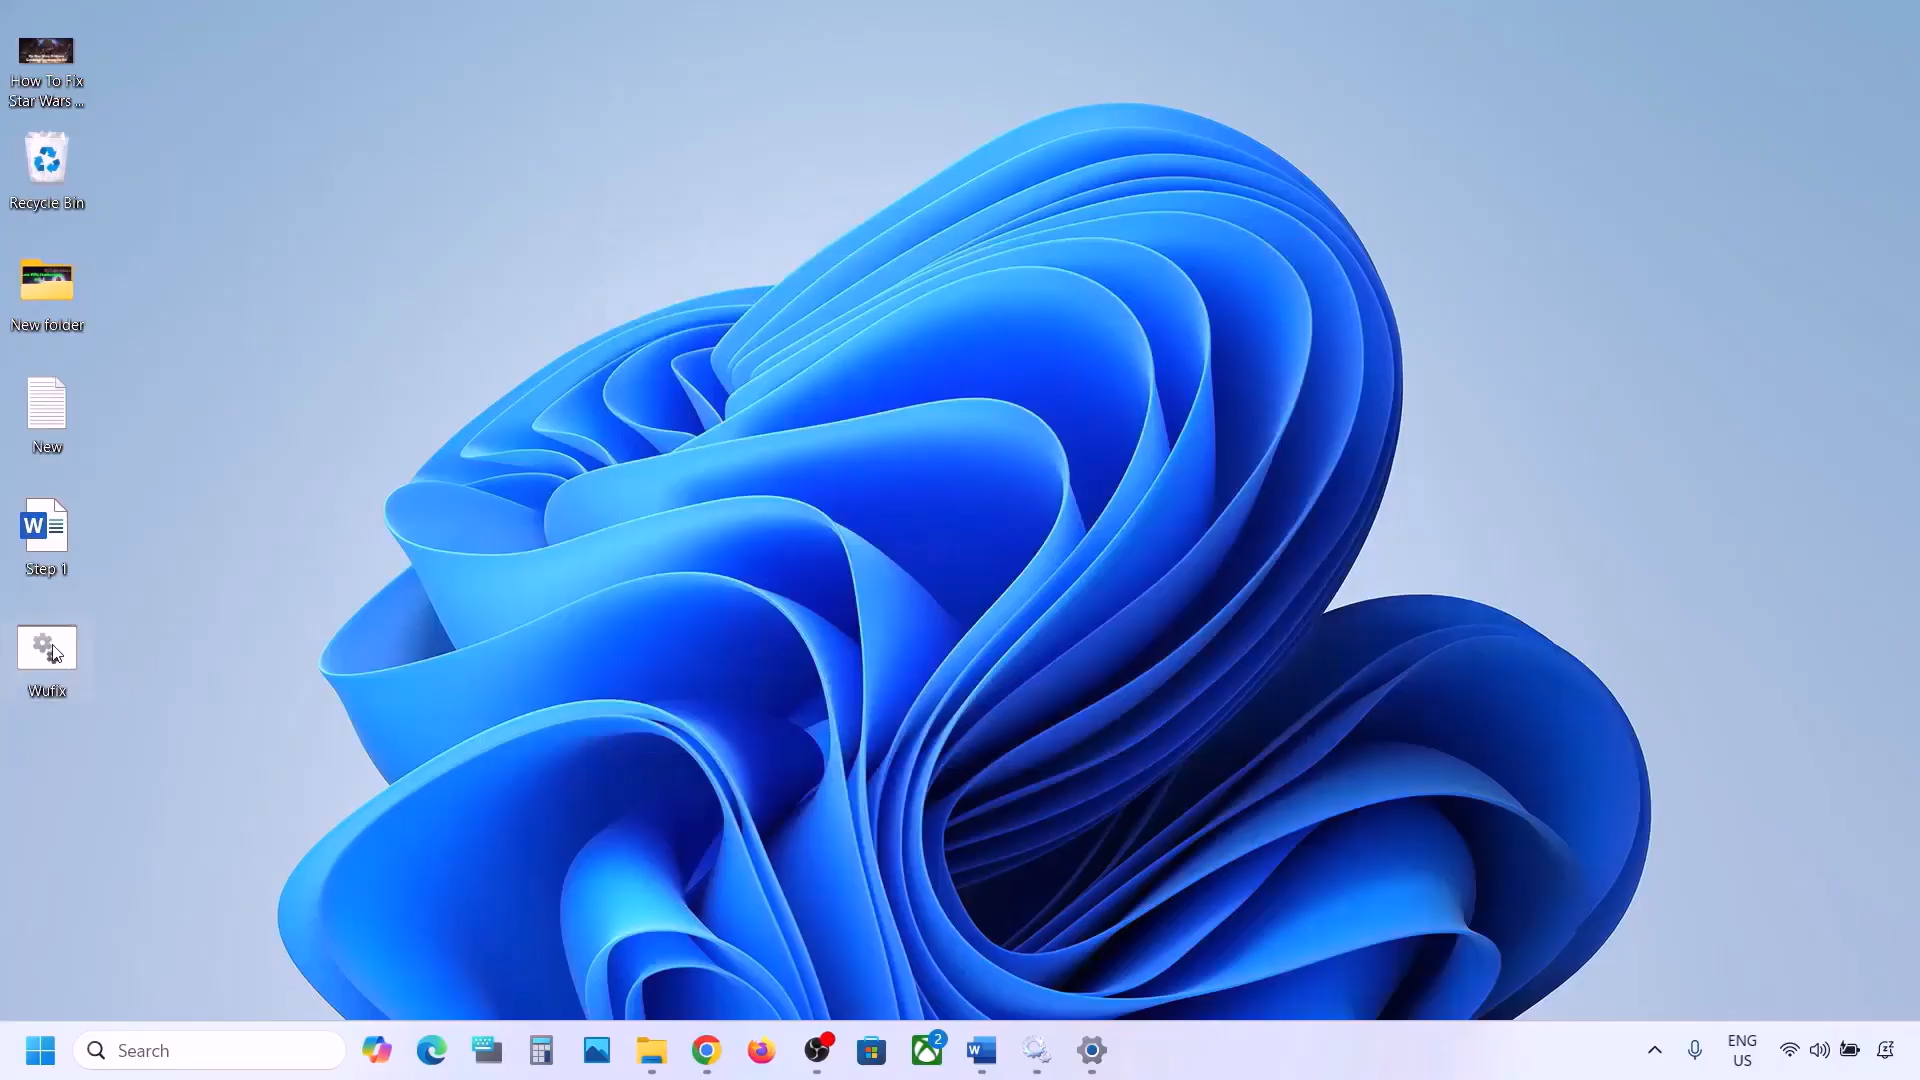 How To Fix
Star Wars ...
Recycle Bin
New folder
New
Step 1
Wufix
Search
2
ENG
US